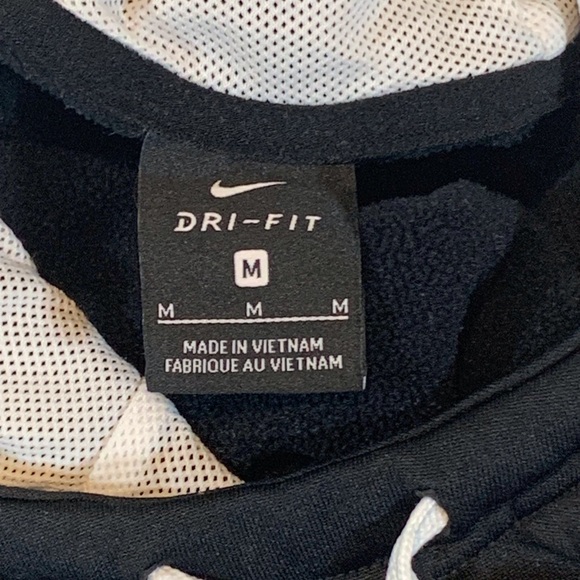 DRI-FIT
M
M M M
MADE IN VIETNAM
FABRIQUE AU VIETNAM